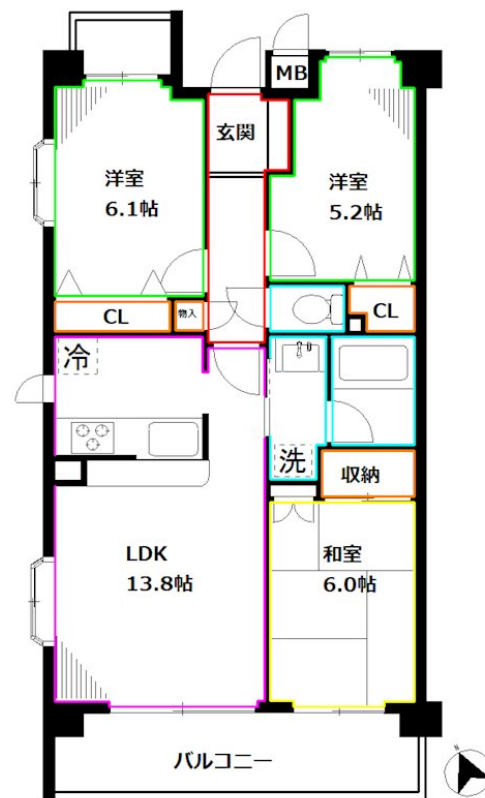 MB
玄関
洋室
6.1帖
洋室
5.2帖
CL
物入
CL
冷
洗
収納
LDK
13.8帖
和室
6.0帖
バルコニー
N